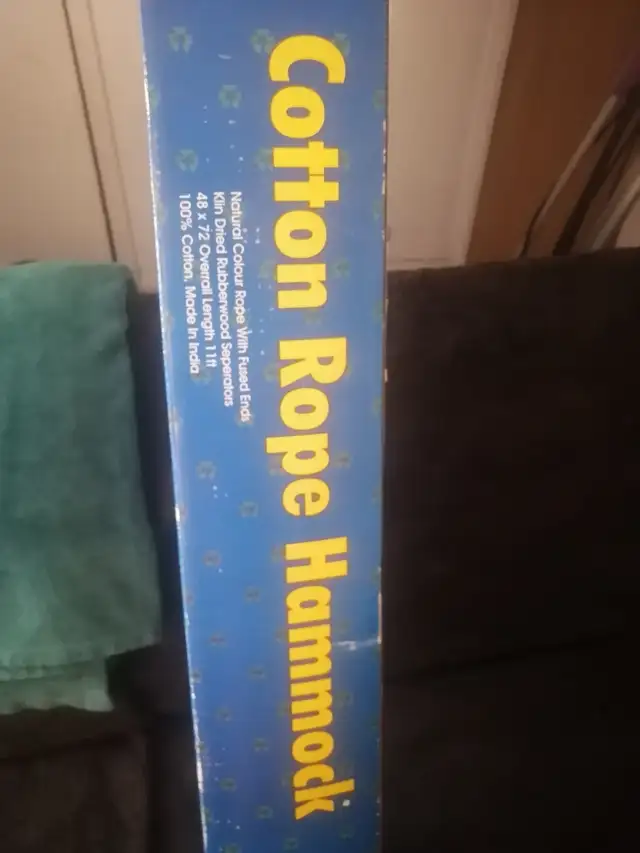 Cotton Rope Hammock
Natural Colour Rope With Fused Ends
Kiln Dried Rubberwood Seperators
48 x 72 Overrall Length 11ft
100% Cotton, Made In India